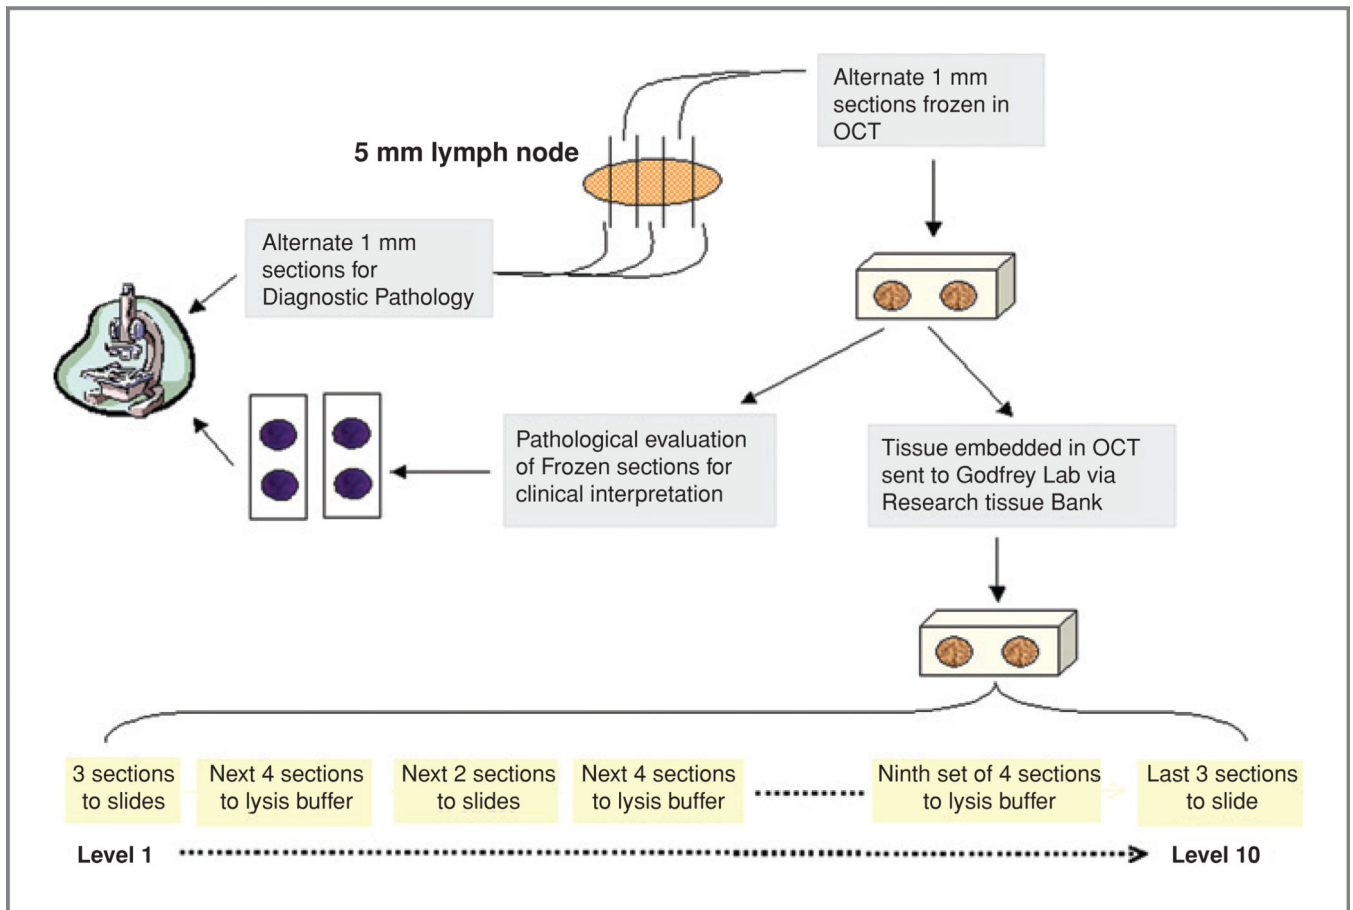 Alternate 1 mm
sections frozen in
OCT
5 mm lymph node
Alternate 1 mm
sections for
Diagnostic Pathology
Pathological evaluation
of Frozen sections for
clinical interpretation
Tissue embedded in OCT
sent to Godfrey Lab via
Research tissue Bank
3 sections
to slides
Next 4 sections
to lysis buffer
Next 2 sections
to slides
Next 4 sections
to lysis buffer
Ninth set of 4 sections
to lysis buffer
Last 3 sections
to slide
Level 1
Level 10